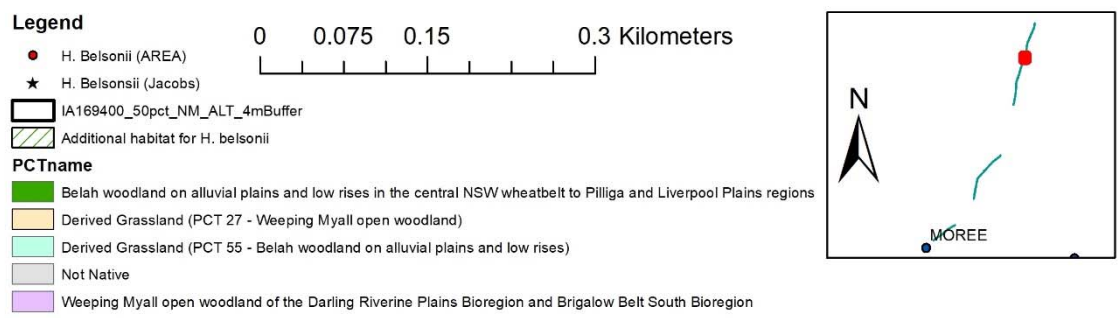 Legend
H. Belsonii (AREA)
H. Belsonsii (Jacobs)
IA169400_50pct_NM_ALT_4mBuffer
Additional habitat for H. belsonii
PCTname
Belah woodland on alluvial plains and low rises in the central NSW wheatbelt to Pilliga and Liverpool Plains regions
Derived Grassland (PCT 27 - Weeping Myall open woodland)
Derived Grassland (PCT 55 - Belah woodland on alluvial plains and low rises)
Not Native
Weeping Myall open woodland of the Darling Riverine Plains Bioregion and Brigalow Belt South Bioregion
0 0.075 0.15 0.3 Kilometers
N
MOREE